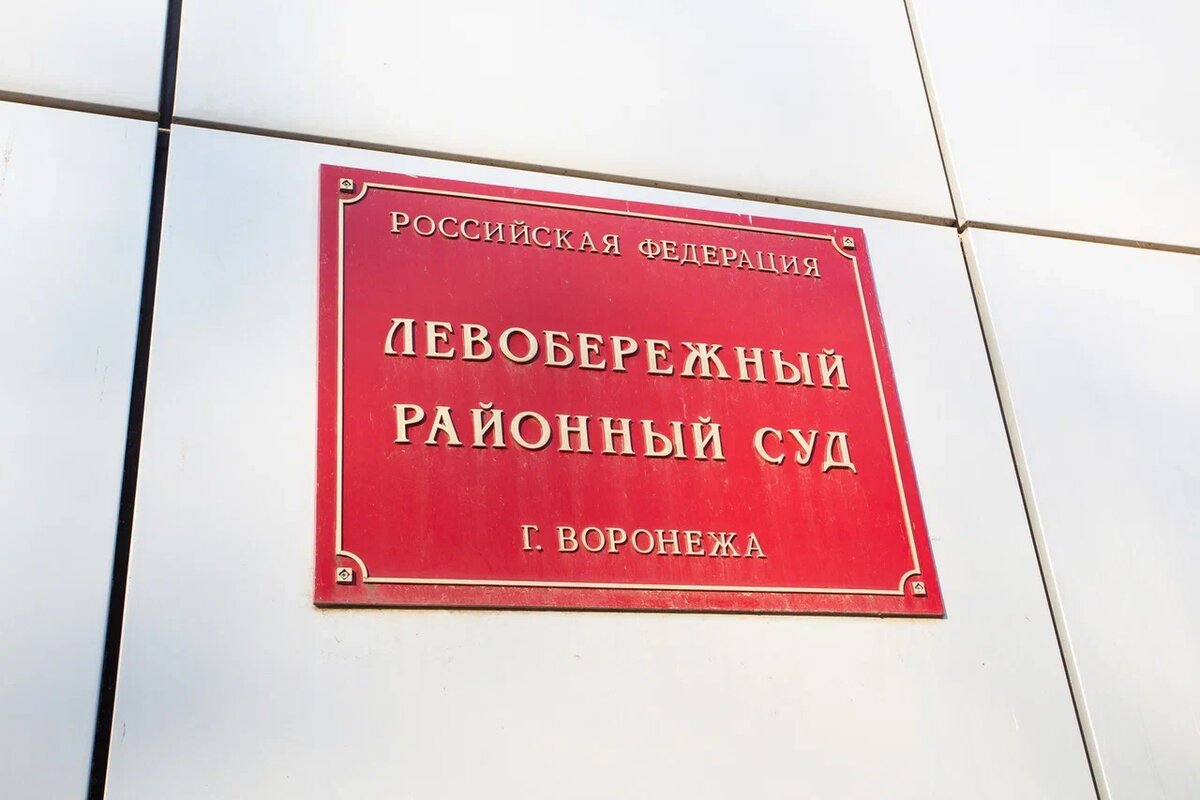 РОССИЙСКАЯ ФЕДЕРАЦИЯ
ЛЕВОБЕРЕЖНЫЙ
РАЙОННЫЙ СУД
Г. ВОРОНЕЖА